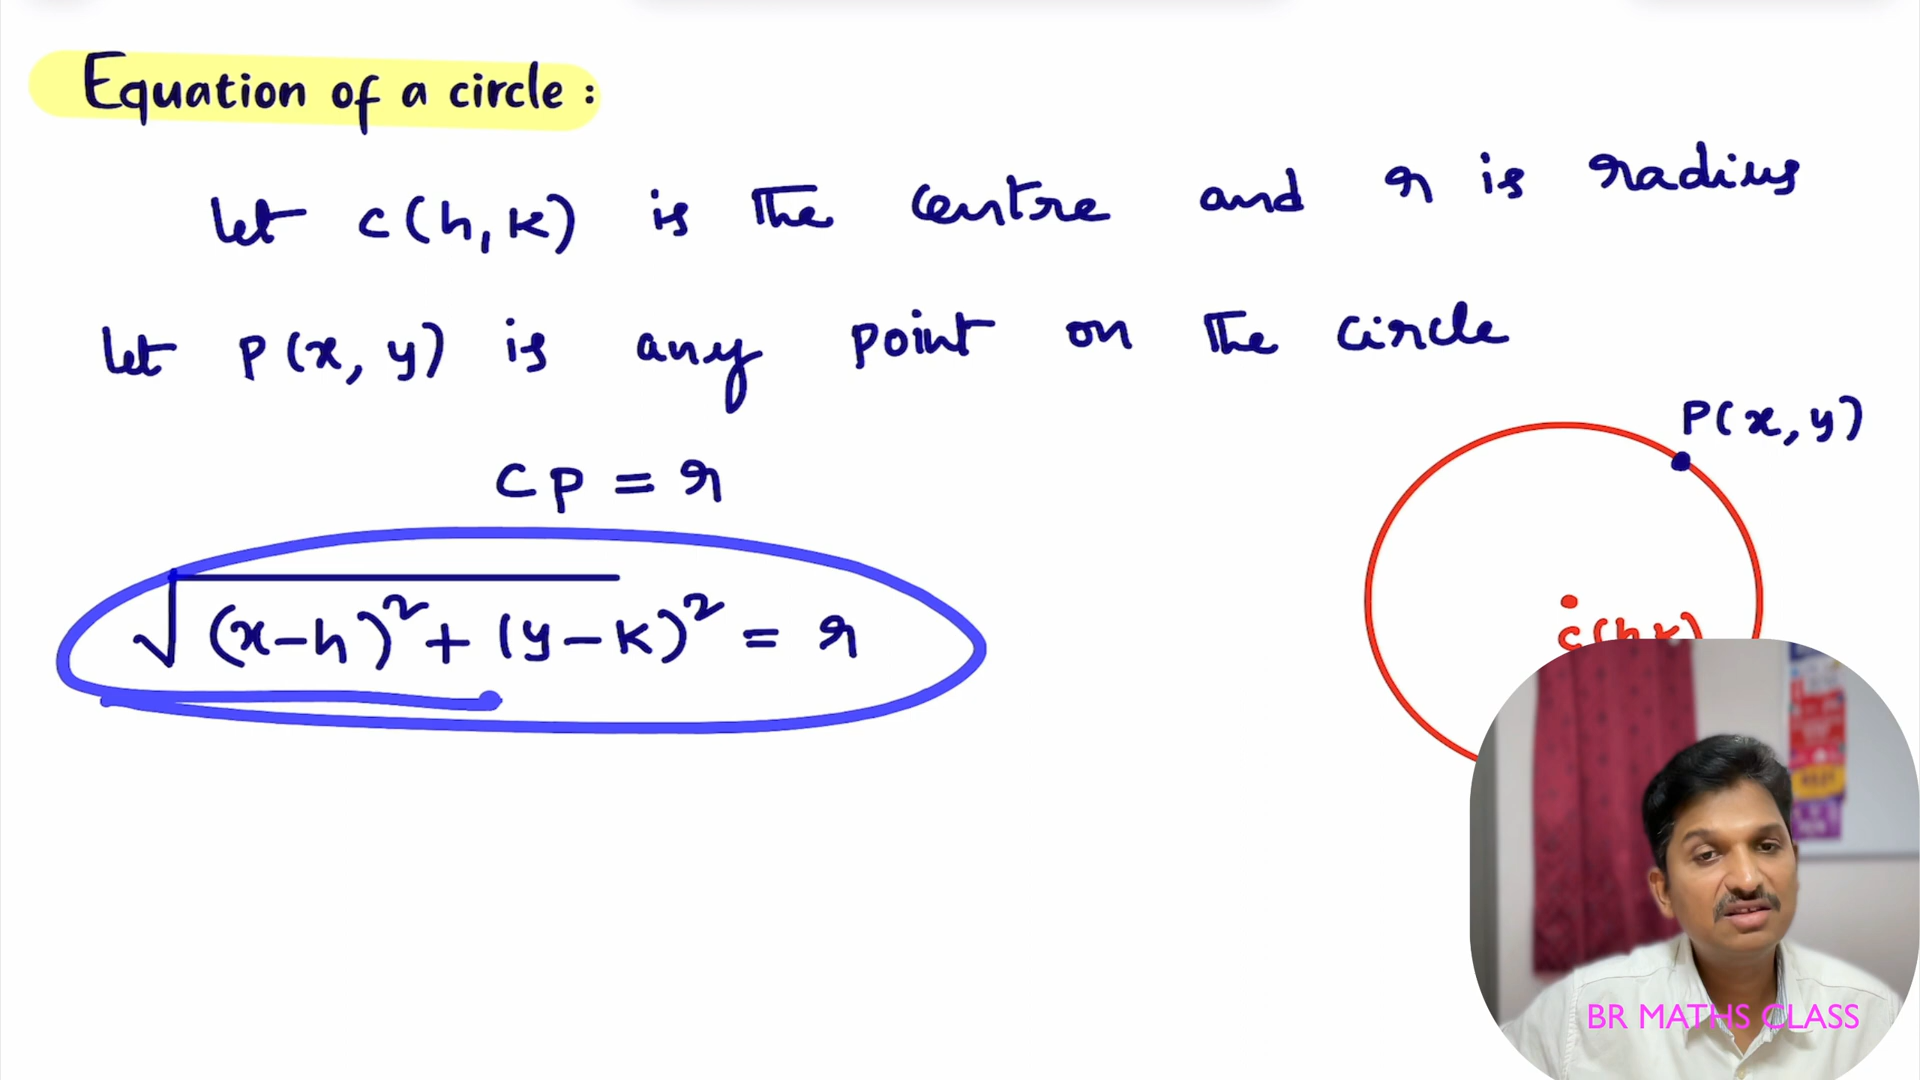 Equation of a circle :
let c(h, k) is the centre and r is radius
let P(x, y) is any point on the circle
P(x, y)
CP = r
√(x-h)² + (y-k)² = r
c(h, k)
BR MATHS CLASS